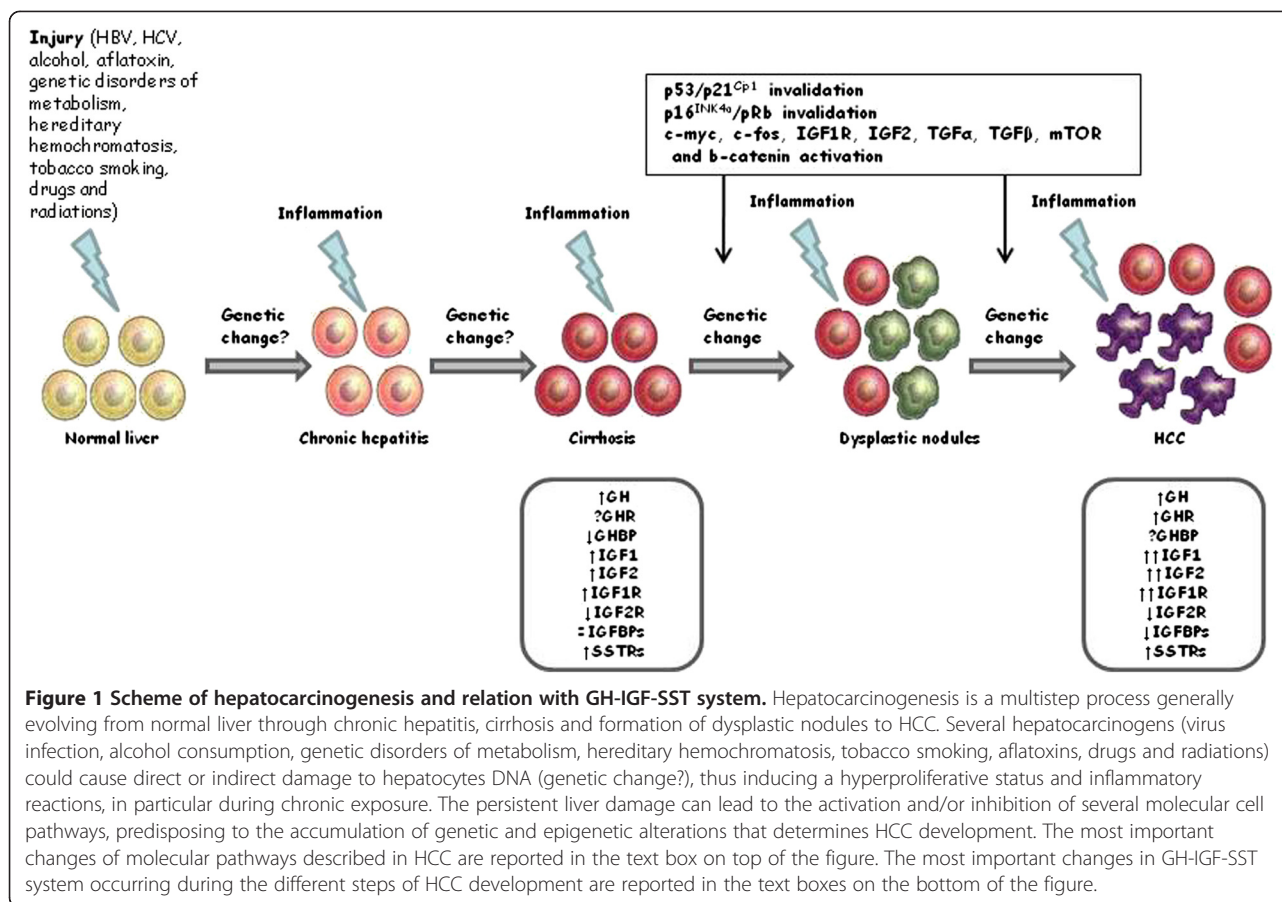 Injury (HBV, HCV,
alcohol, aflatoxin,
genetic disorders of
metabolism,
hereditary
hemochromatosis,
tobacco smoking,
drugs and
radiations)
p53/p21^Cp1 invalidation
p16^INK4a/pRb invalidation
c-myc, c-fos, IGF1R, IGF2, TGFα, TGFβ, mTOR
and b-catenin activation
Inflammation
Inflammation
Inflammation
Inflammation
Genetic
change?
Genetic
change?
Genetic
change
Genetic
change
Normal liver
Chronic hepatitis
Cirrhosis
Dysplastic nodules
HCC
↑GH
?GHR
↓GHBP
↑IGF1
↑IGF2
↑IGF1R
↓IGF2R
=IGFBPs
↑SSTRs
↑GH
↑GHR
?GHBP
↑↑IGF1
↑↑IGF2
↑↑IGF1R
↓IGF2R
↓IGFBPs
↑SSTRs
Figure 1 Scheme of hepatocarcinogenesis and relation with GH-IGF-SST system. Hepatocarcinogenesis is a multistep process generally
evolving from normal liver through chronic hepatitis, cirrhosis and formation of dysplastic nodules to HCC. Several hepatocarcinogens (virus
infection, alcohol consumption, genetic disorders of metabolism, hereditary hemochromatosis, tobacco smoking, aflatoxins, drugs and radiations)
could cause direct or indirect damage to hepatocytes DNA (genetic change?), thus inducing a hyperproliferative status and inflammatory
reactions, in particular during chronic exposure. The persistent liver damage can lead to the activation and/or inhibition of several molecular cell
pathways, predisposing to the accumulation of genetic and epigenetic alterations that determines HCC development. The most important
changes of molecular pathways described in HCC are reported in the text box on top of the figure. The most important changes in GH-IGF-SST
system occurring during the different steps of HCC development are reported in the text boxes on the bottom of the figure.